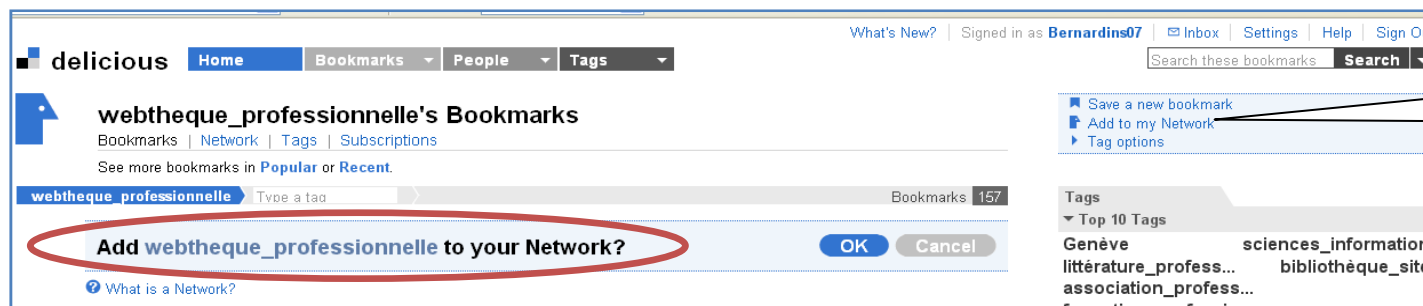 What's New? | Signed in as Bernardins07 | Inbox | Settings | Help | Sign
delicious Home Bookmarks People Tags Search these bookmarks Search
webtheque_professionnelle's Bookmarks
Bookmarks | Network | Tags | Subscriptions
See more bookmarks in Popular or Recent.
Save a new bookmark
Add to my Network
Tag options
webtheque_professionnelle Type a tag Bookmarks 157
Add webtheque_professionnelle to your Network? OK Cancel
What is a Network?
Tags
Top 10 Tags
Genève sciences_information
littérature_profess... bibliothèque_site
association_profess...